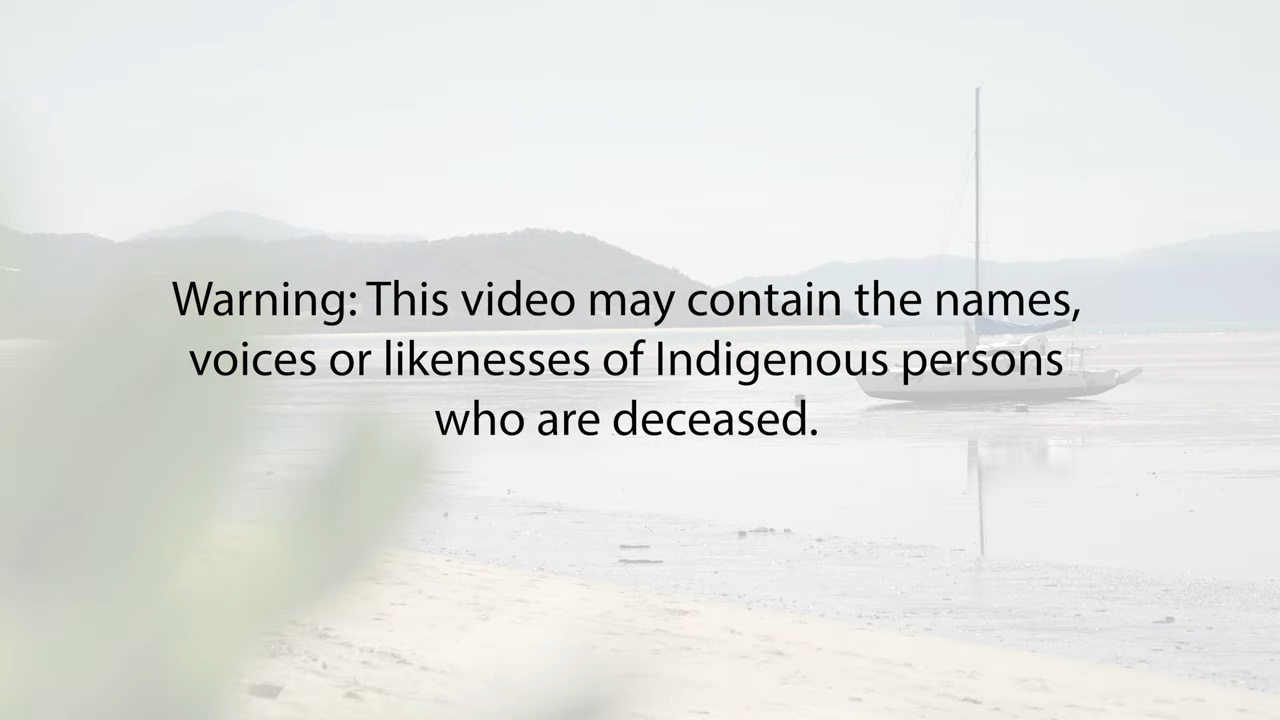 Warning: This video may contain the names,
voices or likenesses of Indigenous persons
who are deceased.